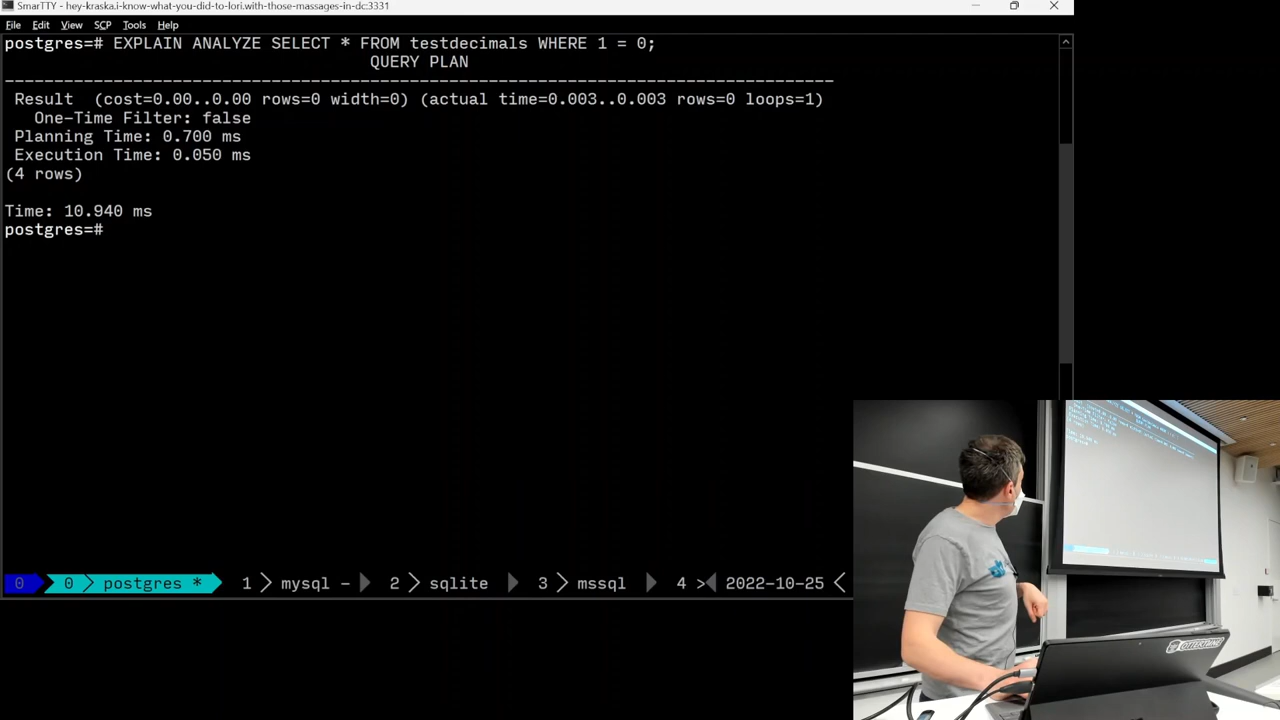 SmarTTY - hey-kraska.i-know-what-you-did-to-lori.with-those-massages-in-dc:3331
File Edit View SCP Tools Help
postgres=# EXPLAIN ANALYZE SELECT * FROM testdecimals WHERE 1 = 0;
QUERY PLAN
-------------------------------------------------------------------------------------
Result (cost=0.00..0.00 rows=0 width=0) (actual time=0.003..0.003 rows=0 loops=1)
One-Time Filter: false
Planning Time: 0.700 ms
Execution Time: 0.050 ms
(4 rows)
Time: 10.940 ms
postgres=#
0 0 postgres * 1 mysql - 2 sqlite 3 mssql 4 > 2022-10-25